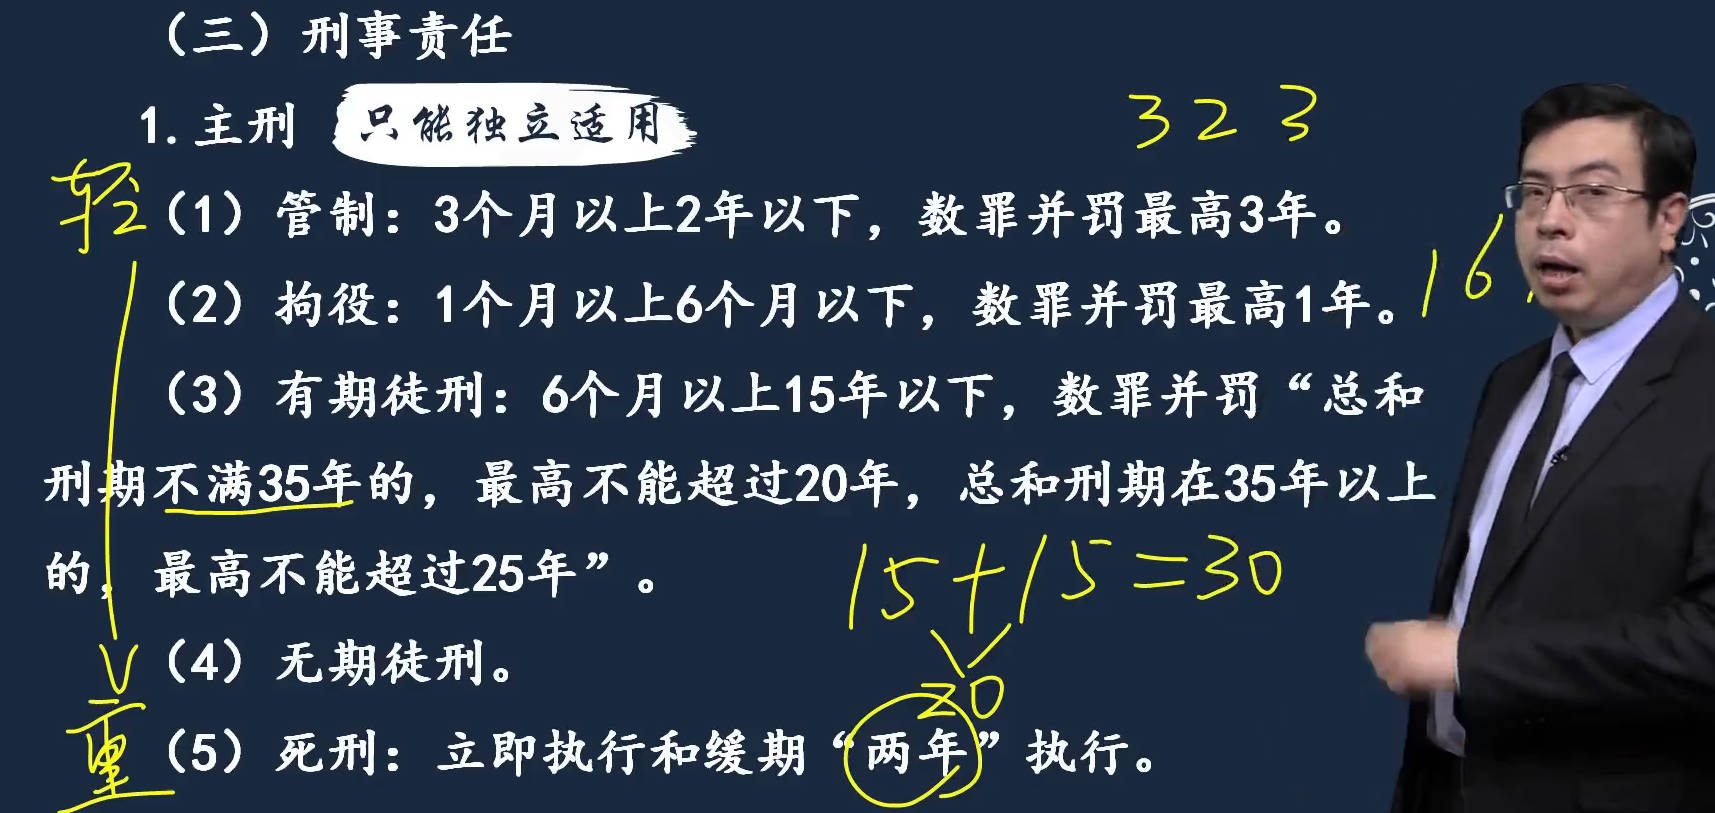 （三）刑事责任
1. 主刑 只能独立适用
3 2 3
轻
（1）管制：3个月以上2年以下，数罪并罚最高3年。
（2）拘役：1个月以上6个月以下，数罪并罚最高1年。
1 6
（3）有期徒刑：6个月以上15年以下，数罪并罚“总和
刑期不满35年的，最高不能超过20年，总和刑期在35年以上
的，最高不能超过25年”。
15+15=30
（4）无期徒刑。
20
重
（5）死刑：立即执行和缓期“两年”执行。